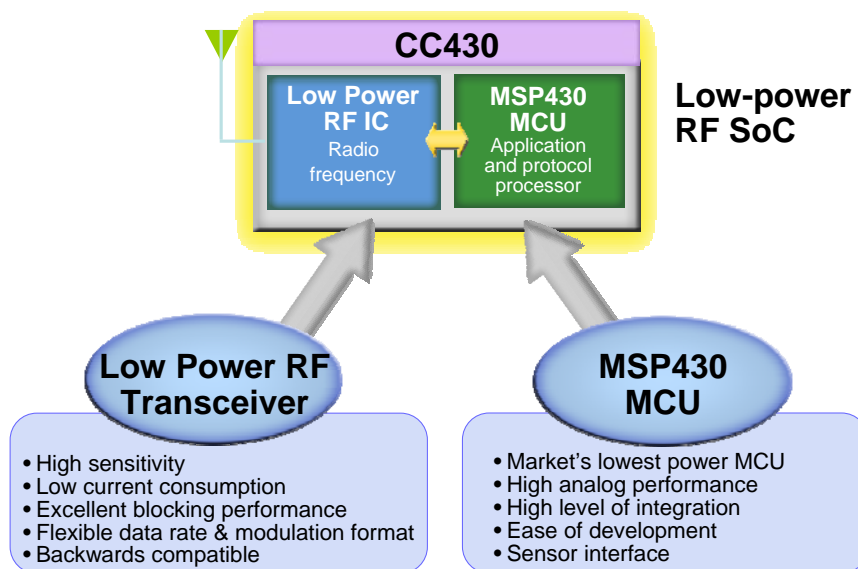 CC430
Low Power
RF IC
Radio
frequency
MSP430
MCU
Application
and protocol
processor
Low-power
RF SoC
Low Power RF
Transceiver
• High sensitivity
• Low current consumption
• Excellent blocking performance
• Flexible data rate & modulation format
• Backwards compatible
MSP430
MCU
• Market's lowest power MCU
• High analog performance
• High level of integration
• Ease of development
• Sensor interface